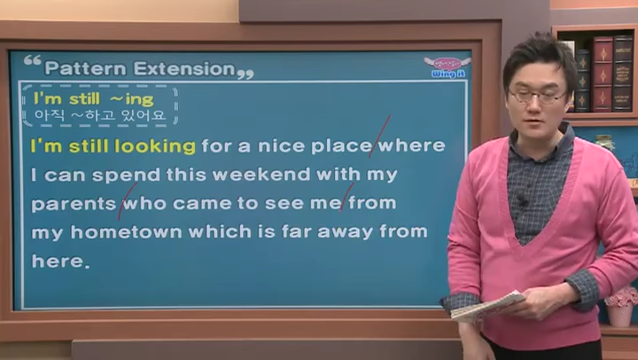 “Pattern Extension„
Wing it
I'm still ~ing
아직 ~하고 있어요
I'm still looking for a nice place where
I can spend this weekend with my
parents who came to see me from
my hometown which is far away from
here.